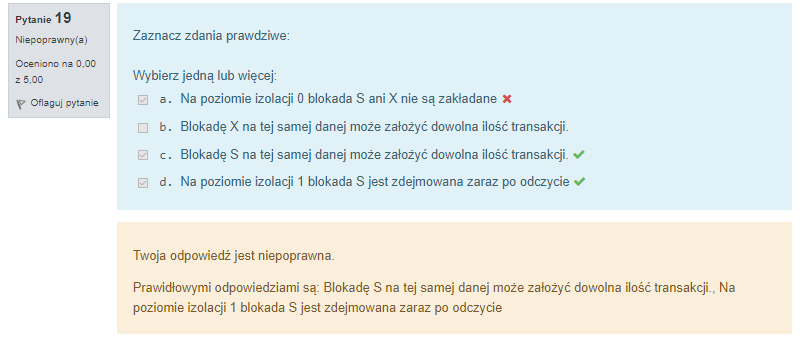 Pytanie 19
Niepoprawny(a)
Oceniono na 0,00
z 5,00
Oflaguj pytanie
Zaznacz zdania prawdziwe:
Wybierz jedną lub więcej:
a. Na poziomie izolacji 0 blokada S ani X nie są zakładane
b. Blokadę X na tej samej danej może założyć dowolna ilość transakcji.
c. Blokadę S na tej samej danej może założyć dowolna ilość transakcji.
d. Na poziomie izolacji 1 blokada S jest zdejmowana zaraz po odczycie
Twoja odpowiedź jest niepoprawna.
Prawidłowymi odpowiedziami są: Blokadę S na tej samej danej może założyć dowolna ilość transakcji., Na
poziomie izolacji 1 blokada S jest zdejmowana zaraz po odczycie